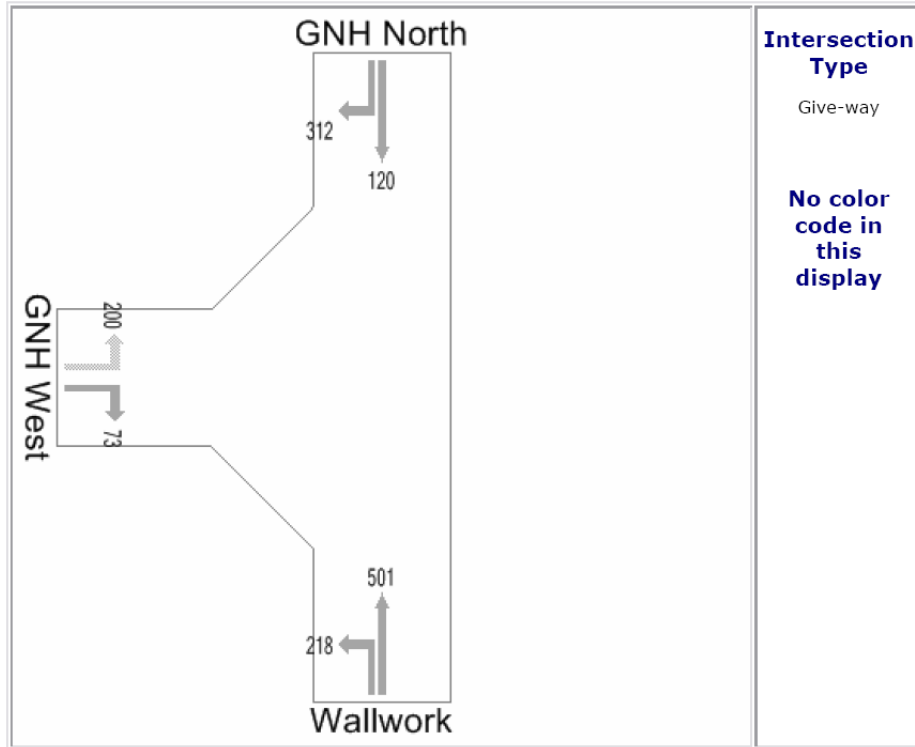 GNH North
312
120
GNH West
200
73
501
218
Wallwork
Intersection
Type
Give-way
No color
code in
this
display